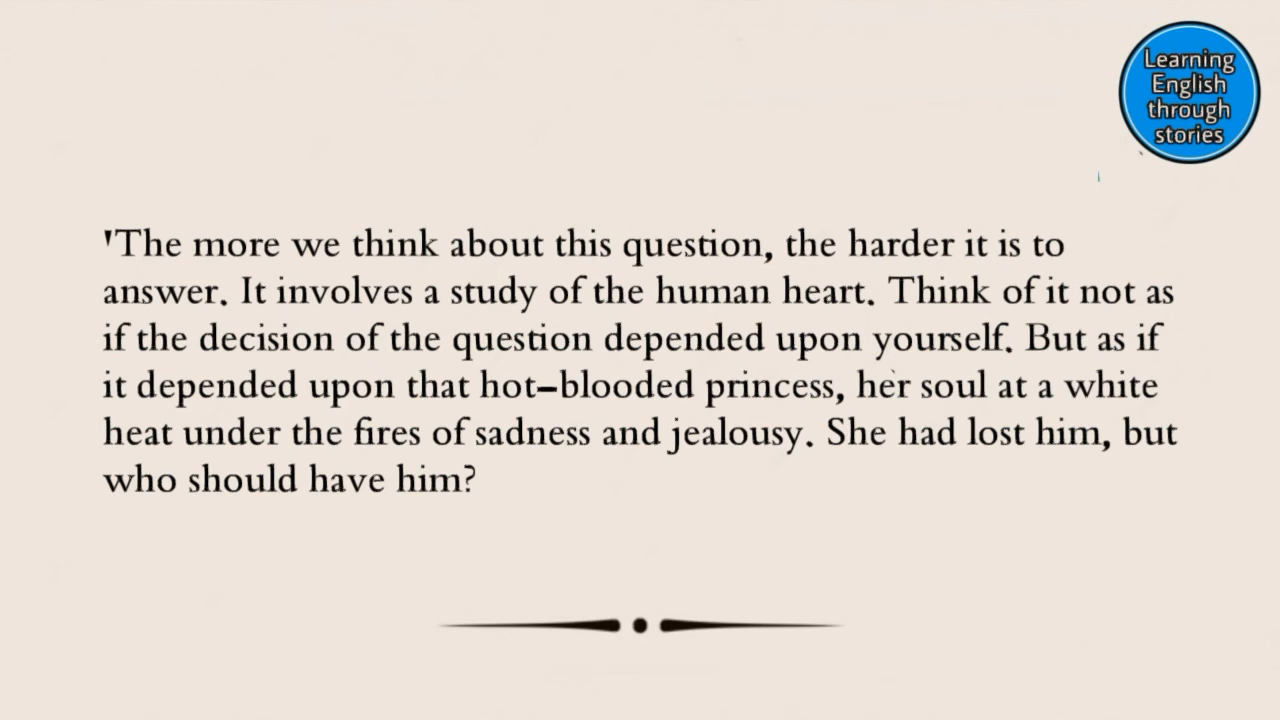 Learning
English
through
stories
'The more we think about this question, the harder it is to
answer. It involves a study of the human heart. Think of it not as
if the decision of the question depended upon yourself. But as if
it depended upon that hot-blooded princess, her soul at a white
heat under the fires of sadness and jealousy. She had lost him, but
who should have him?